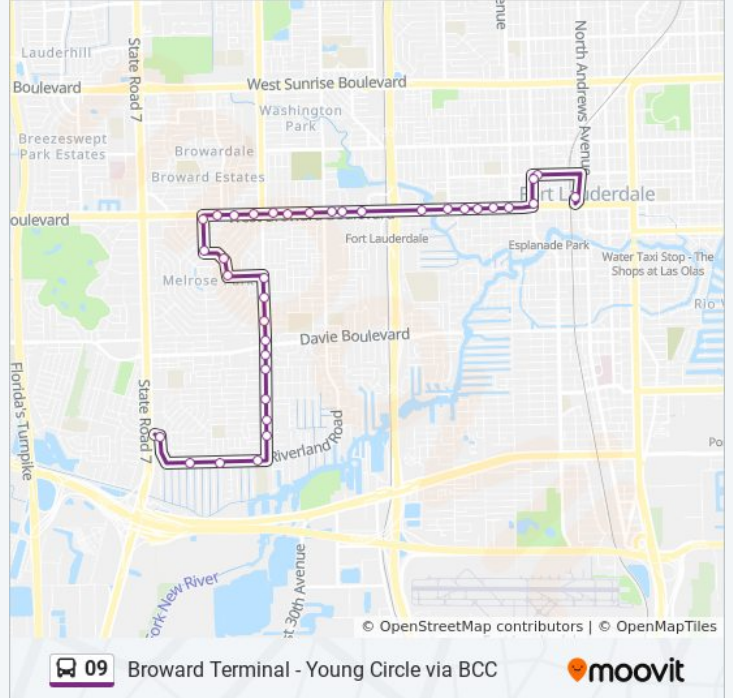 enue
Lauderhill
State Road 7
North Andrews Avenue
Boulevard
West Sunrise Boulevard
Washington
Park
Breezeswept
Park Estates
Browardale
Broward Estates
Fort Lauderdale
oulevard
Fort Lauderdale
Esplanade Park
Water Taxi Stop - The
Shops at Las Olas
Melrose P
Rio V
Davie Boulevard
Florida's Turnpike
State Road 7
Riverland Road
Po
Fork New River
st 30th Avenue
© OpenStreetMap contributors | © OpenMapTiles
09 Broward Terminal - Young Circle via BCC
moovit